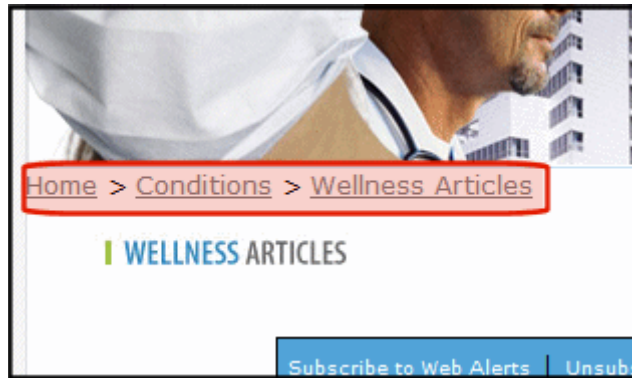 Home > Conditions > Wellness Articles
WELLNESS ARTICLES
Subscribe to Web Alerts |